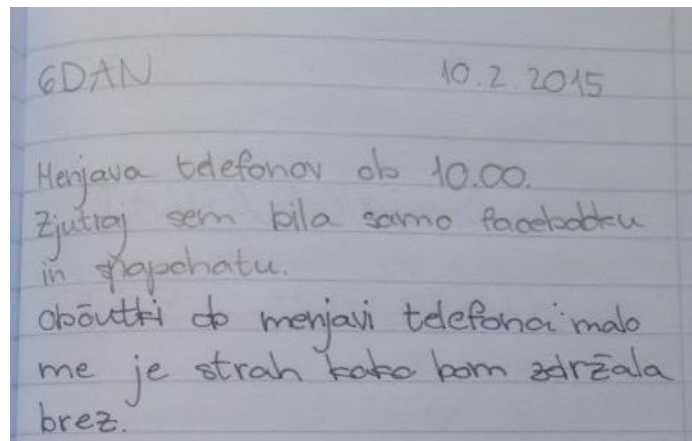 6DAN 10.2 2015
Menjava telefonov ob 10.00.
Zjutraj sem bila samo facebooku
in snapchatu.
občutki ob menjavi telefona: malo
me je strah kako bom zdržala
brez.